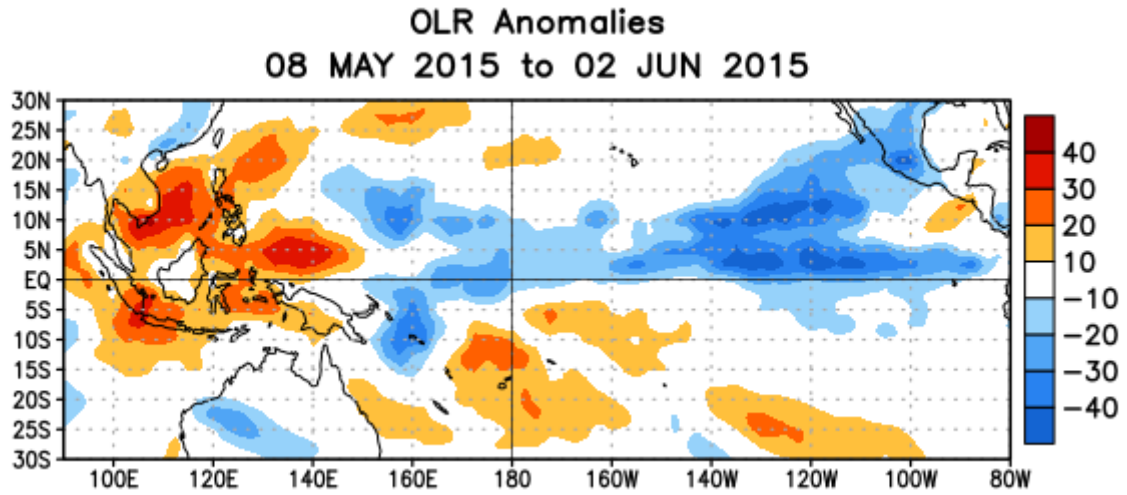 OLR Anomalies
08 MAY 2015 to 02 JUN 2015
30N
25N
20N
15N
10N
5N
EQ
5S
10S
15S
20S
25S
30S
100E 120E 140E 160E 180 160W 140W 120W 100W 80W
40
30
20
10
−10
−20
−30
−40